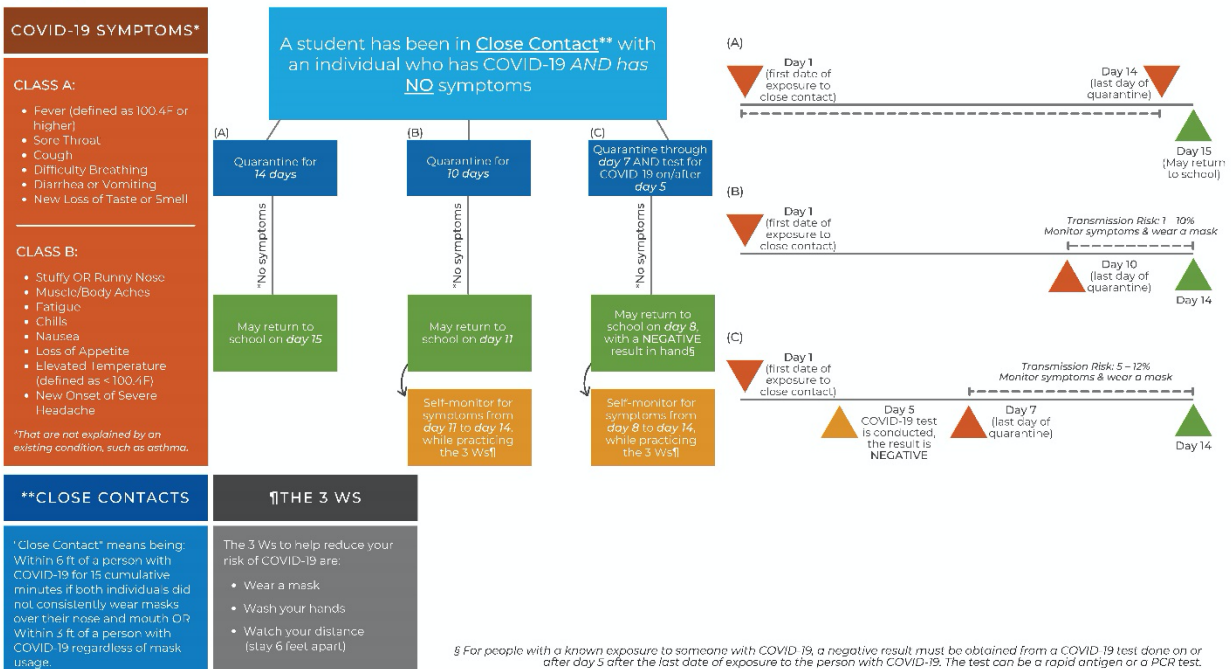 COVID-19 SYMPTOMS*
CLASS A:
• Fever (defined as 100.4F or
higher)
• Sore Throat
• Cough
• Difficulty Breathing
• Diarrhea or Vomiting
• New Loss of Taste or Smell
CLASS B:
• Stuffy OR Runny Nose
• Muscle/Body Aches
• Fatigue
• Chills
• Nausea
• Loss of Appetite
• Elevated Temperature
(defined as <100.4F)
• New Onset of Severe
Headache
*That are not explained by an
existing condition, such as asthma.
A student has been in Close Contact** with
an individual who has COVID-19 AND has
NO symptoms
(A)
Quarantine for
14 days
*No symptoms
May return to
school on day 15
(B)
Quarantine for
10 days
*No symptoms
May return to
school on day 11
Self-monitor for
symptoms from
day 11 to day 14,
while practicing
the 3 Ws¶
(C)
Quarantine through
day 7 AND test for
COVID 19 on/after
day 5
*No symptoms
May return to
school on day 8,
with a NEGATIVE
result in hand§
Self-monitor for
symptoms from
day 8 to day 14,
while practicing
the 3 Ws¶
(A)
Day 1
(first date of
exposure to
close contact)
Day 14
(last day of
quarantine)
Day 15
(May return
to school)
(B)
Day 1
(first date of
exposure to
close contact)
Transmission Risk: 1 – 10%
Monitor symptoms & wear a mask
Day 10
(last day of
quarantine)
Day 14
(C)
Day 1
(first date of
exposure to
close contact)
Transmission Risk: 5 – 12%
Monitor symptoms & wear a mask
Day 5
COVID-19 test
is conducted,
the result is
NEGATIVE
Day 7
(last day of
quarantine)
Day 14
**CLOSE CONTACTS
"Close Contact" means being:
Within 6 ft of a person with
COVID-19 for 15 cumulative
minutes if both individuals did
not consistently wear masks
over their nose and mouth OR
Within 3 ft of a person with
COVID-19 regardless of mask
usage.
¶THE 3 WS
The 3 Ws to help reduce your
risk of COVID-19 are:
• Wear a mask
• Wash your hands
• Watch your distance
(stay 6 feet apart)
§ For people with a known exposure to someone with COVID-19, a negative result must be obtained from a COVID-19 test done on or
after day 5 after the last date of exposure to the person with COVID-19. The test can be a rapid antigen or a PCR test.